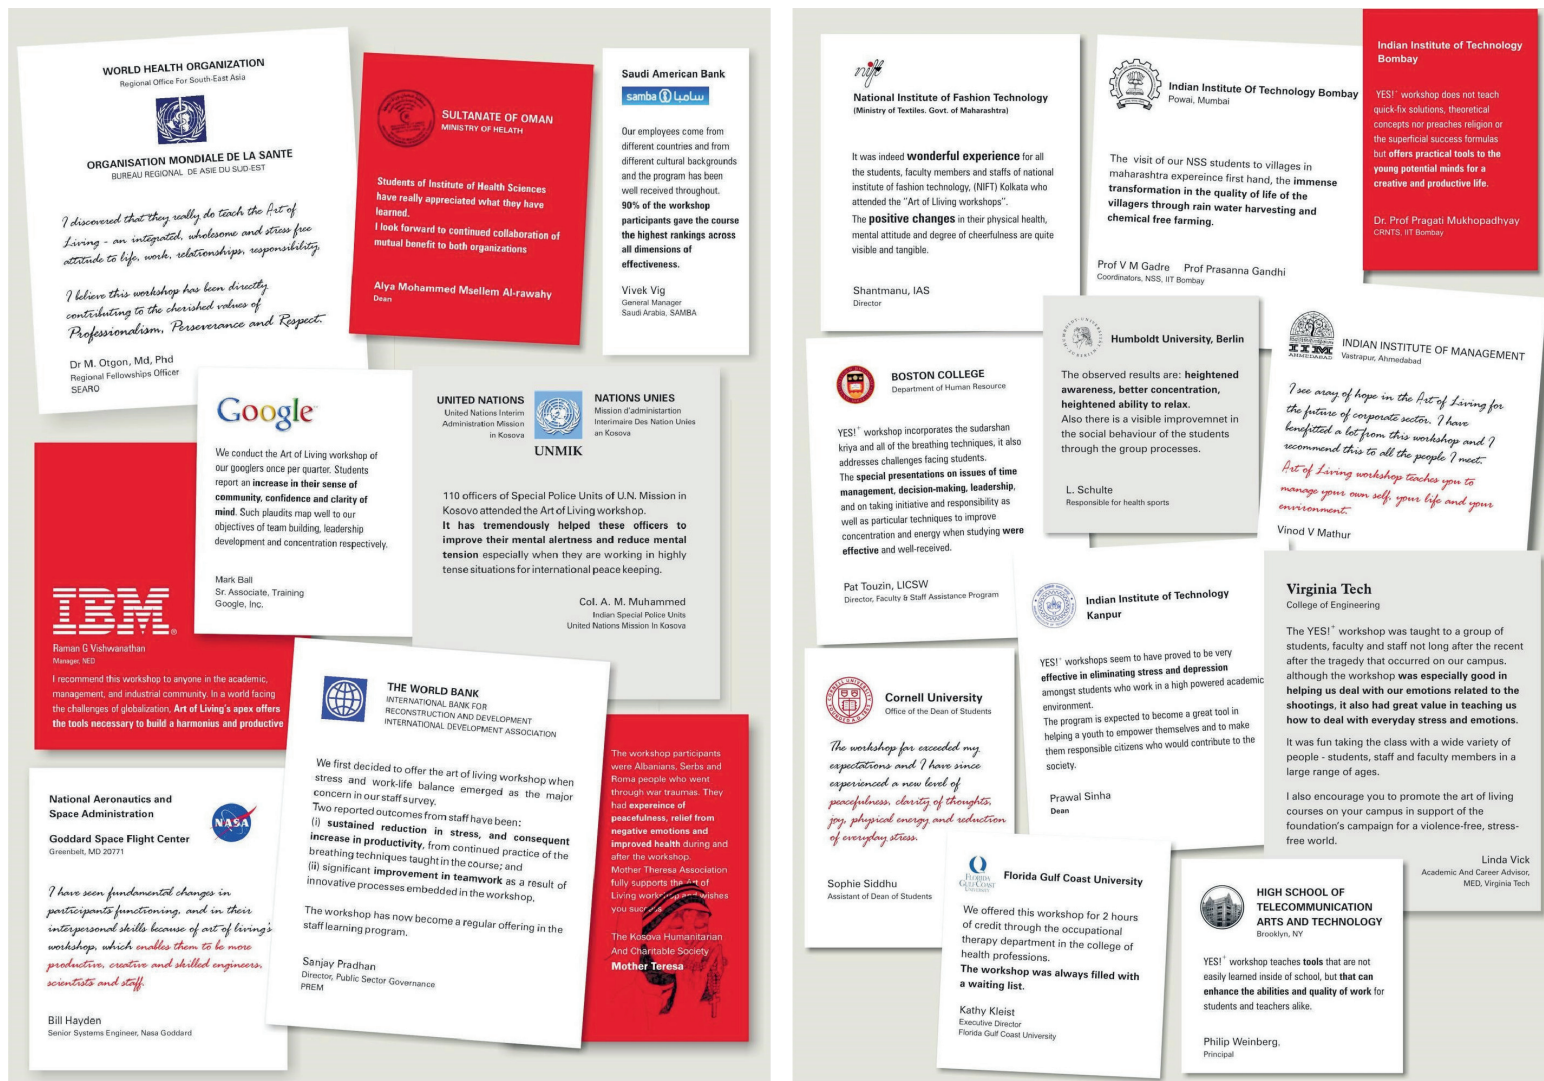 WORLD HEALTH ORGANIZATION
Regional Office For South-East Asia
ORGANISATION MONDIALE DE LA SANTE
BUREAU REGIONAL DE ASIE DU SUD-EST
I discovered that they really do teach the Art of
Living - an integrated, wholesome and stress free
attitude to life, work, relationships, responsibility,
I believe this workshop has been directly
contributing to the cherished values of
Professionalism, Perseverance and Respect.
Dr M. Otgon, Md, Phd
Regional Fellowships Officer
SEARO
SULTANATE OF OMAN
MINISTRY OF HELATH
Students of Institute of Health Sciences
have really appreciated what they have
learned.
I look forward to continued collaboration of
mutual benefit to both organizations
Alya Mohammed Msellem Al-rawahy
Dean
Saudi American Bank
samba سامبا
Our employees come from
different countries and from
different cultural backgrounds
and the program has been
well received throughout.
90% of the workshop
participants gave the course
the highest rankings across
all dimensions of
effectiveness.
Vivek Vig
General Manager
Saudi Arabia, SAMBA
Google
We conduct the Art of Living workshop of
our googlers once per quarter. Students
report an increase in their sense of
community, confidence and clarity of
mind. Such plaudits map well to our
objectives of team building, leadership
development and concentration respectively.
Mark Ball
Sr. Associate, Training
Google, Inc.
UNITED NATIONS
United Nations Interim
Administration Mission
in Kosova
NATIONS UNIES
Mission d'administartion
Interimaire Des Nation Unies
an Kosova
UNMIK
110 officers of Special Police Units of U.N. Mission in
Kosovo attended the Art of Living workshop.
It has tremendously helped these officers to
improve their mental alertness and reduce mental
tension especially when they are working in highly
tense situations for international peace keeping.
Col. A. M. Muhammed
Indian Special Police Units
United Nations Mission In Kosova
IBM
Raman G Vishwanathan
Manager, NED
I recommend this workshop to anyone in the academic,
management, and industrial community. In a world facing
the challenges of globalization, Art of Living's apex offers
the tools necessary to build a harmonius and productive
THE WORLD BANK
INTERNATIONAL BANK FOR
RECONSTRUCTION AND DEVELOPMENT
INTERNATIONAL DEVELOPMENT ASSOCIATION
We first decided to offer the art of living workshop when
stress and work-life balance emerged as the major
concern in our staff survey.
Two reported outcomes from staff have been:
(i) sustained reduction in stress, and consequent
increase in productivity, from continued practice of the
breathing techniques taught in the course; and
(ii) significant improvement in teamwork as a result of
innovative processes embedded in the workshop.
The workshop has now become a regular offering in the
staff learning program.
Sanjay Pradhan
Director, Public Sector Governance
PREM
The workshop participants
were Albanians, Serbs and
Roma people who went
through war traumas. They
had expereince of
peacefulness, relief from
negative emotions and
improved health during and
after the workshop.
Mother Theresa Association
fully supports the Art of
Living workshop and wishes
you success
The Kosova Humanitarian
And Charitable Society
Mother Teresa
National Aeronautics and
Space Administration
Goddard Space Flight Center
Greenbelt, MD 20771
NASA
I have seen fundamental changes in
participants functioning, and in their
interpersonal skills because of art of living's
workshop, which enables them to be more
productive, creative and skilled engineers,
scientists and staff.
Bill Hayden
Senior Systems Engineer, Nasa Goddard
nift
National Institute of Fashion Technology
(Ministry of Textiles. Govt. of Maharashtra)
It was indeed wonderful experience for all
the students, faculty members and staffs of national
institute of fashion technology, (NIFT) Kolkata who
attended the "Art of Lliving workshops".
The positive changes in their physical health,
mental attitude and degree of cheerfulness are quite
visible and tangible.
Shantmanu, IAS
Director
Indian Institute Of Technology Bombay
Powai, Mumbai
The visit of our NSS students to villages in
maharashtra expereince first hand, the immense
transformation in the quality of life of the
villagers through rain water harvesting and
chemical free farming.
Prof V M Gadre Prof Prasanna Gandhi
Coordinators, NSS, IIT Bombay
Indian Institute of Technology
Bombay
YES!+ workshop does not teach
quick-fix solutions, theoretical
concepts nor preaches religion or
the superficial success formulas
but offers practical tools to the
young potential minds for a
creative and productive life.
Dr. Prof Pragati Mukhopadhyay
CRNTS, IIT Bombay
BOSTON COLLEGE
Department of Human Resource
YES!+ workshop incorporates the sudarshan
kriya and all of the breathing techniques, it also
addresses challenges facing students.
The special presentations on issues of time
management, decision-making, leadership,
and on taking initiative and responsibility as
well as particular techniques to improve
concentration and energy when studying were
effective and well-received.
Pat Touzin, LICSW
Director, Faculty & Staff Assistance Program
Humboldt University, Berlin
The observed results are: heightened
awareness, better concentration,
heightened ability to relax.
Also there is a visible improvemnet in
the social behaviour of the students
through the group processes.
L. Schulte
Responsible for health sports
IIM
AHMEDABAD
INDIAN INSTITUTE OF MANAGEMENT
Vastrapur, Ahmedabad
I see aray of hope in the Art of Living for
the future of corporate sector. I have
benefitted a lot from this workshop and I
recommend this to all the people I meet.
Art of Living workshop teaches you to
manage your own self, your life and your
environment.
Vinod V Mathur
Indian Institute of Technology
Kanpur
YES!+ workshops seem to have proved to be very
effective in eliminating stress and depression
amongst students who work in a high powered academic
environment.
The program is expected to become a great tool in
helping a youth to empower themselves and to make
them responsible citizens who would contribute to the
society.
Prawal Sinha
Dean
Virginia Tech
College of Engineering
The YES!+ workshop was taught to a group of
students, faculty and staff not long after the recent
after the tragedy that occurred on our campus.
although the workshop was especially good in
helping us deal with our emotions related to the
shootings, it also had great value in teaching us
how to deal with everyday stress and emotions.
It was fun taking the class with a wide variety of
people - students, staff and faculty members in a
large range of ages.
I also encourage you to promote the art of living
courses on your campus in support of the
foundation's campaign for a violence-free, stress-
free world.
Linda Vick
Academic And Career Advisor,
MED, Virginia Tech
Cornell University
Office of the Dean of Students
The workshop far exceeded my
expectations and I have since
experienced a new level of
peacefulness, clarity of thoughts,
joy, physical energy and reduction
of everyday stress.
Sophie Siddhu
Assistant of Dean of Students
FLORIDA
GULF COAST
UNIVERSITY
Florida Gulf Coast University
We offered this workshop for 2 hours
of credit through the occupational
therapy department in the college of
health professions.
The workshop was always filled with
a waiting list.
Kathy Kleist
Executive Director
Florida Gulf Coast University
HIGH SCHOOL OF
TELECOMMUNICATION
ARTS AND TECHNOLOGY
Brooklyn, NY
YES!+ workshop teaches tools that are not
easily learned inside of school, but that can
enhance the abilities and quality of work for
students and teachers alike.
Philip Weinberg.
Principal